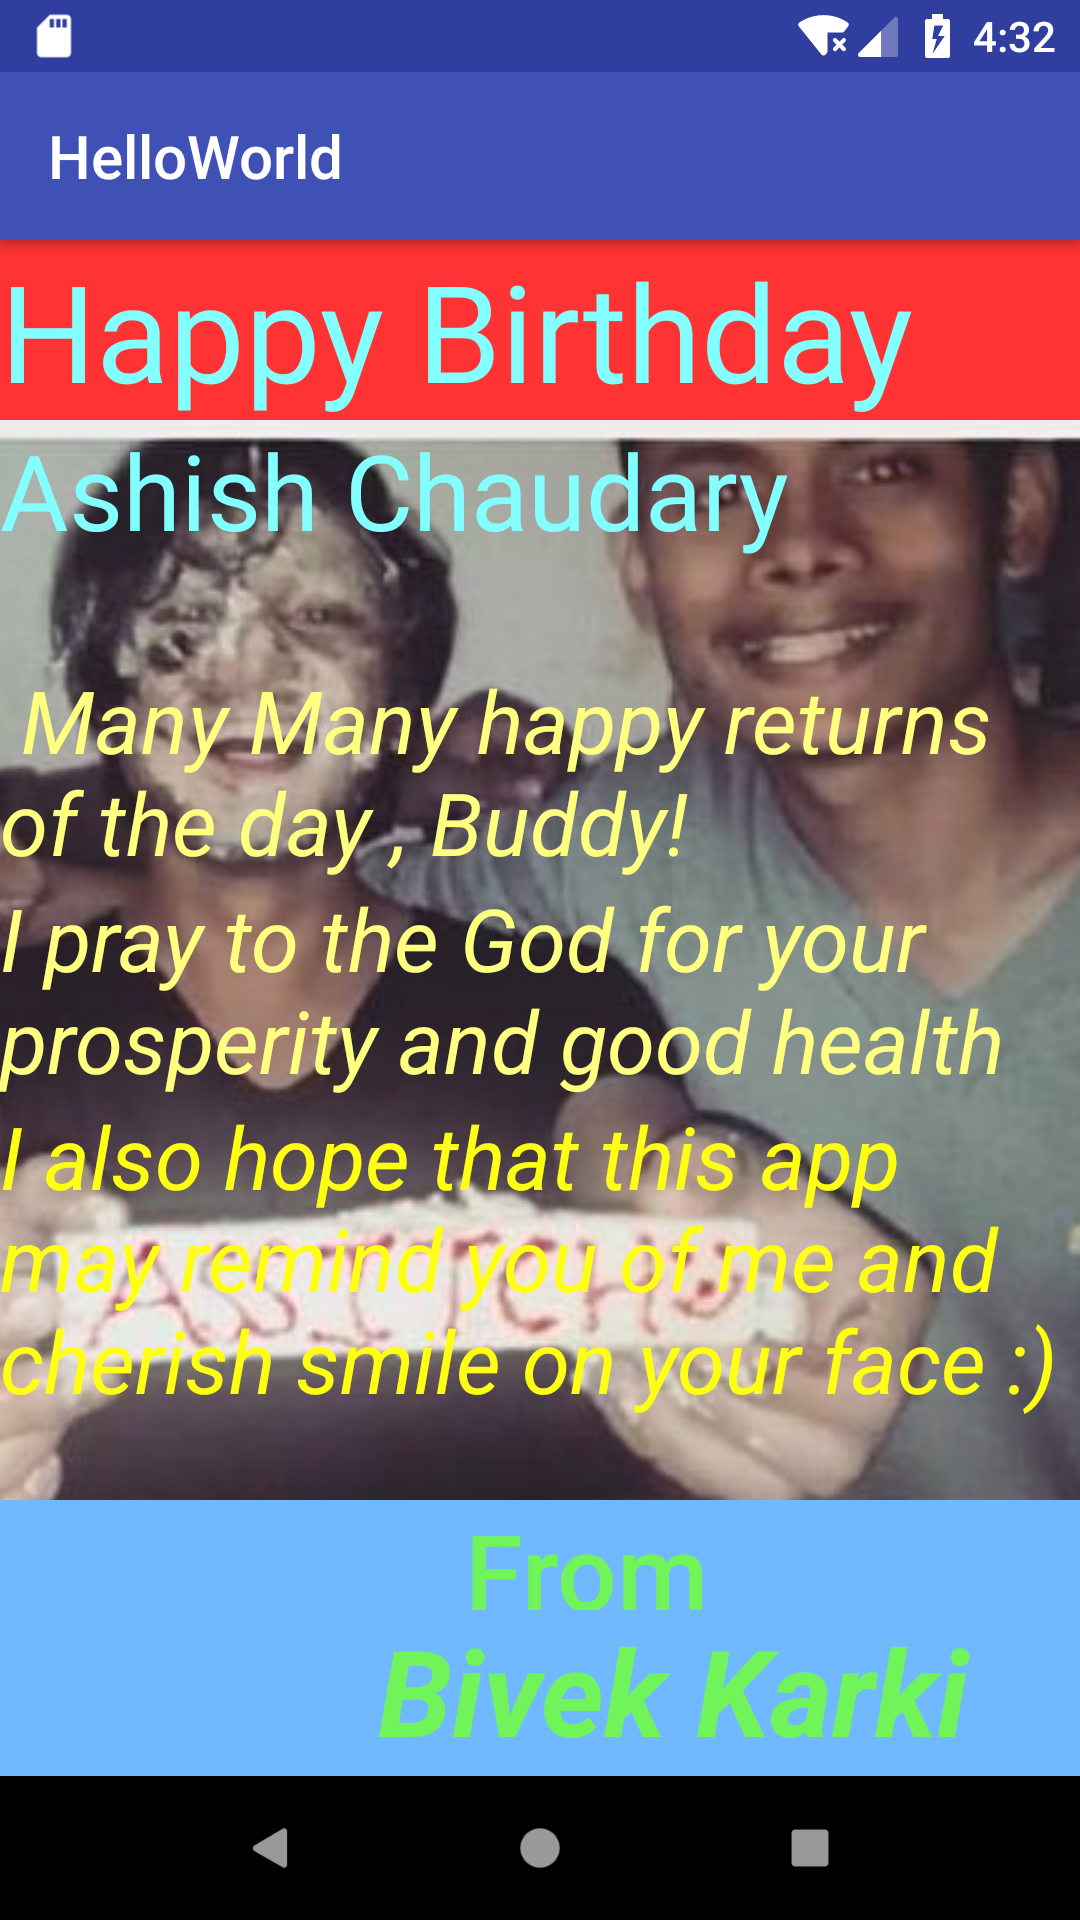 4:32
HelloWorld
Happy Birthday
Ashish Chaudary
Many Many happy returns
of the day , Buddy!
I pray to the God for your
prosperity and good health
I also hope that this app
may remind you of me and
cherish smile on your face :)
From
Bivek Karki